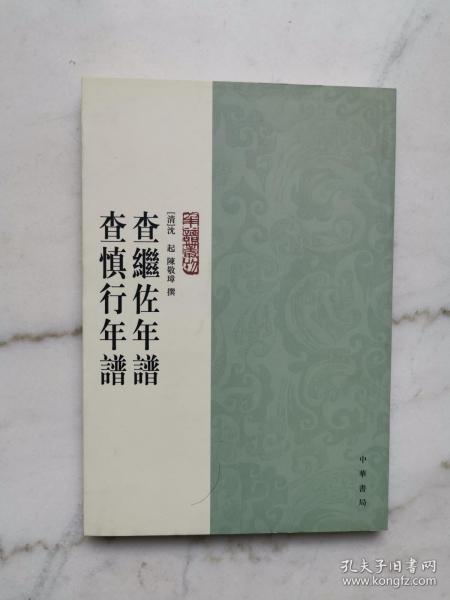 年譜叢刊
[清]沈 起 陳敬璋 撰
查繼佐年譜
查慎行年譜
中華書局
孔夫子旧书网
www.kongfz.com